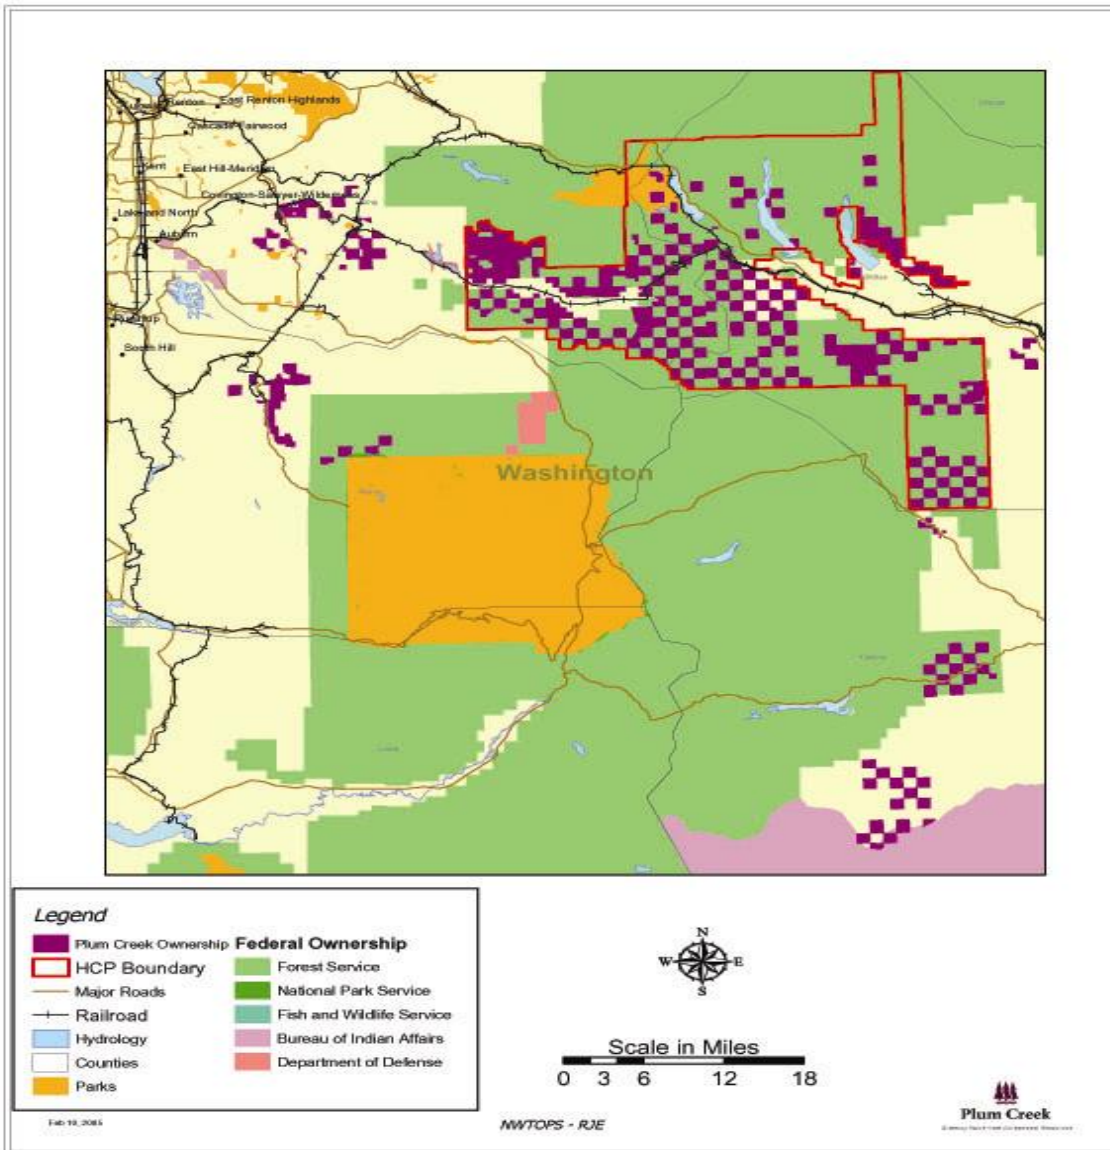 Renton
East Renton Highlands
Cascade-Fairwood
Kent
East Hill-Meridian
Covington-Sawyer-Wilderness
Lakeland North
Auburn
South Hill
Washington
Legend
Plum Creek Ownership
HCP Boundary
Major Roads
Railroad
Hydrology
Counties
Parks
Federal Ownership
Forest Service
National Park Service
Fish and Wildlife Service
Bureau of Indian Affairs
Department of Defense
N
W E
S
Scale in Miles
0 3 6 12 18
Feb 10, 2005
NWTOPS - RJE
Plum Creek